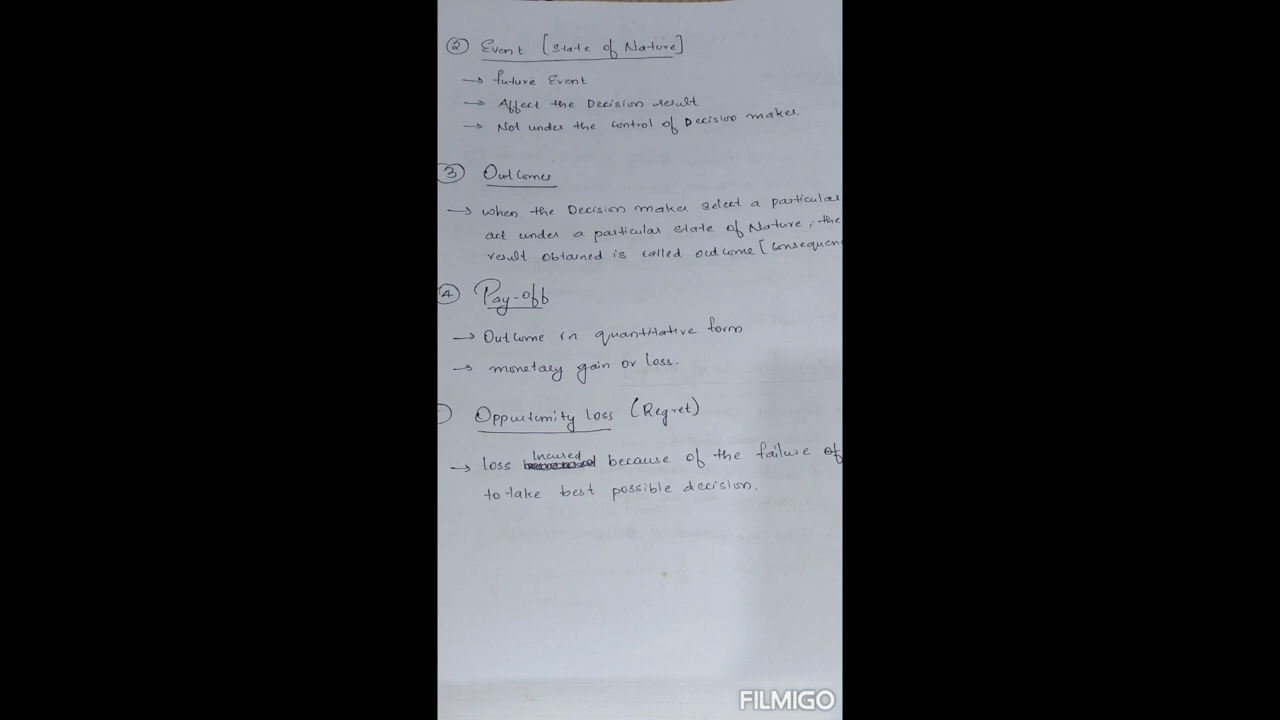 ② Event [State of Nature]
→ future Event
→ Affect the Decision result
→ Not under the control of Decision maker.
③ Outcomes
→ When the Decision maker select a particular
act under a particular state of Nature, the
result obtained is called outcome [Consequen
④ Pay-off
→ Outcome in quantitative form
→ monetary gain or loss.
Opportunity loss (Regret)
→ loss Incured because of the failure of
to take best possible decision.
FILMIGO